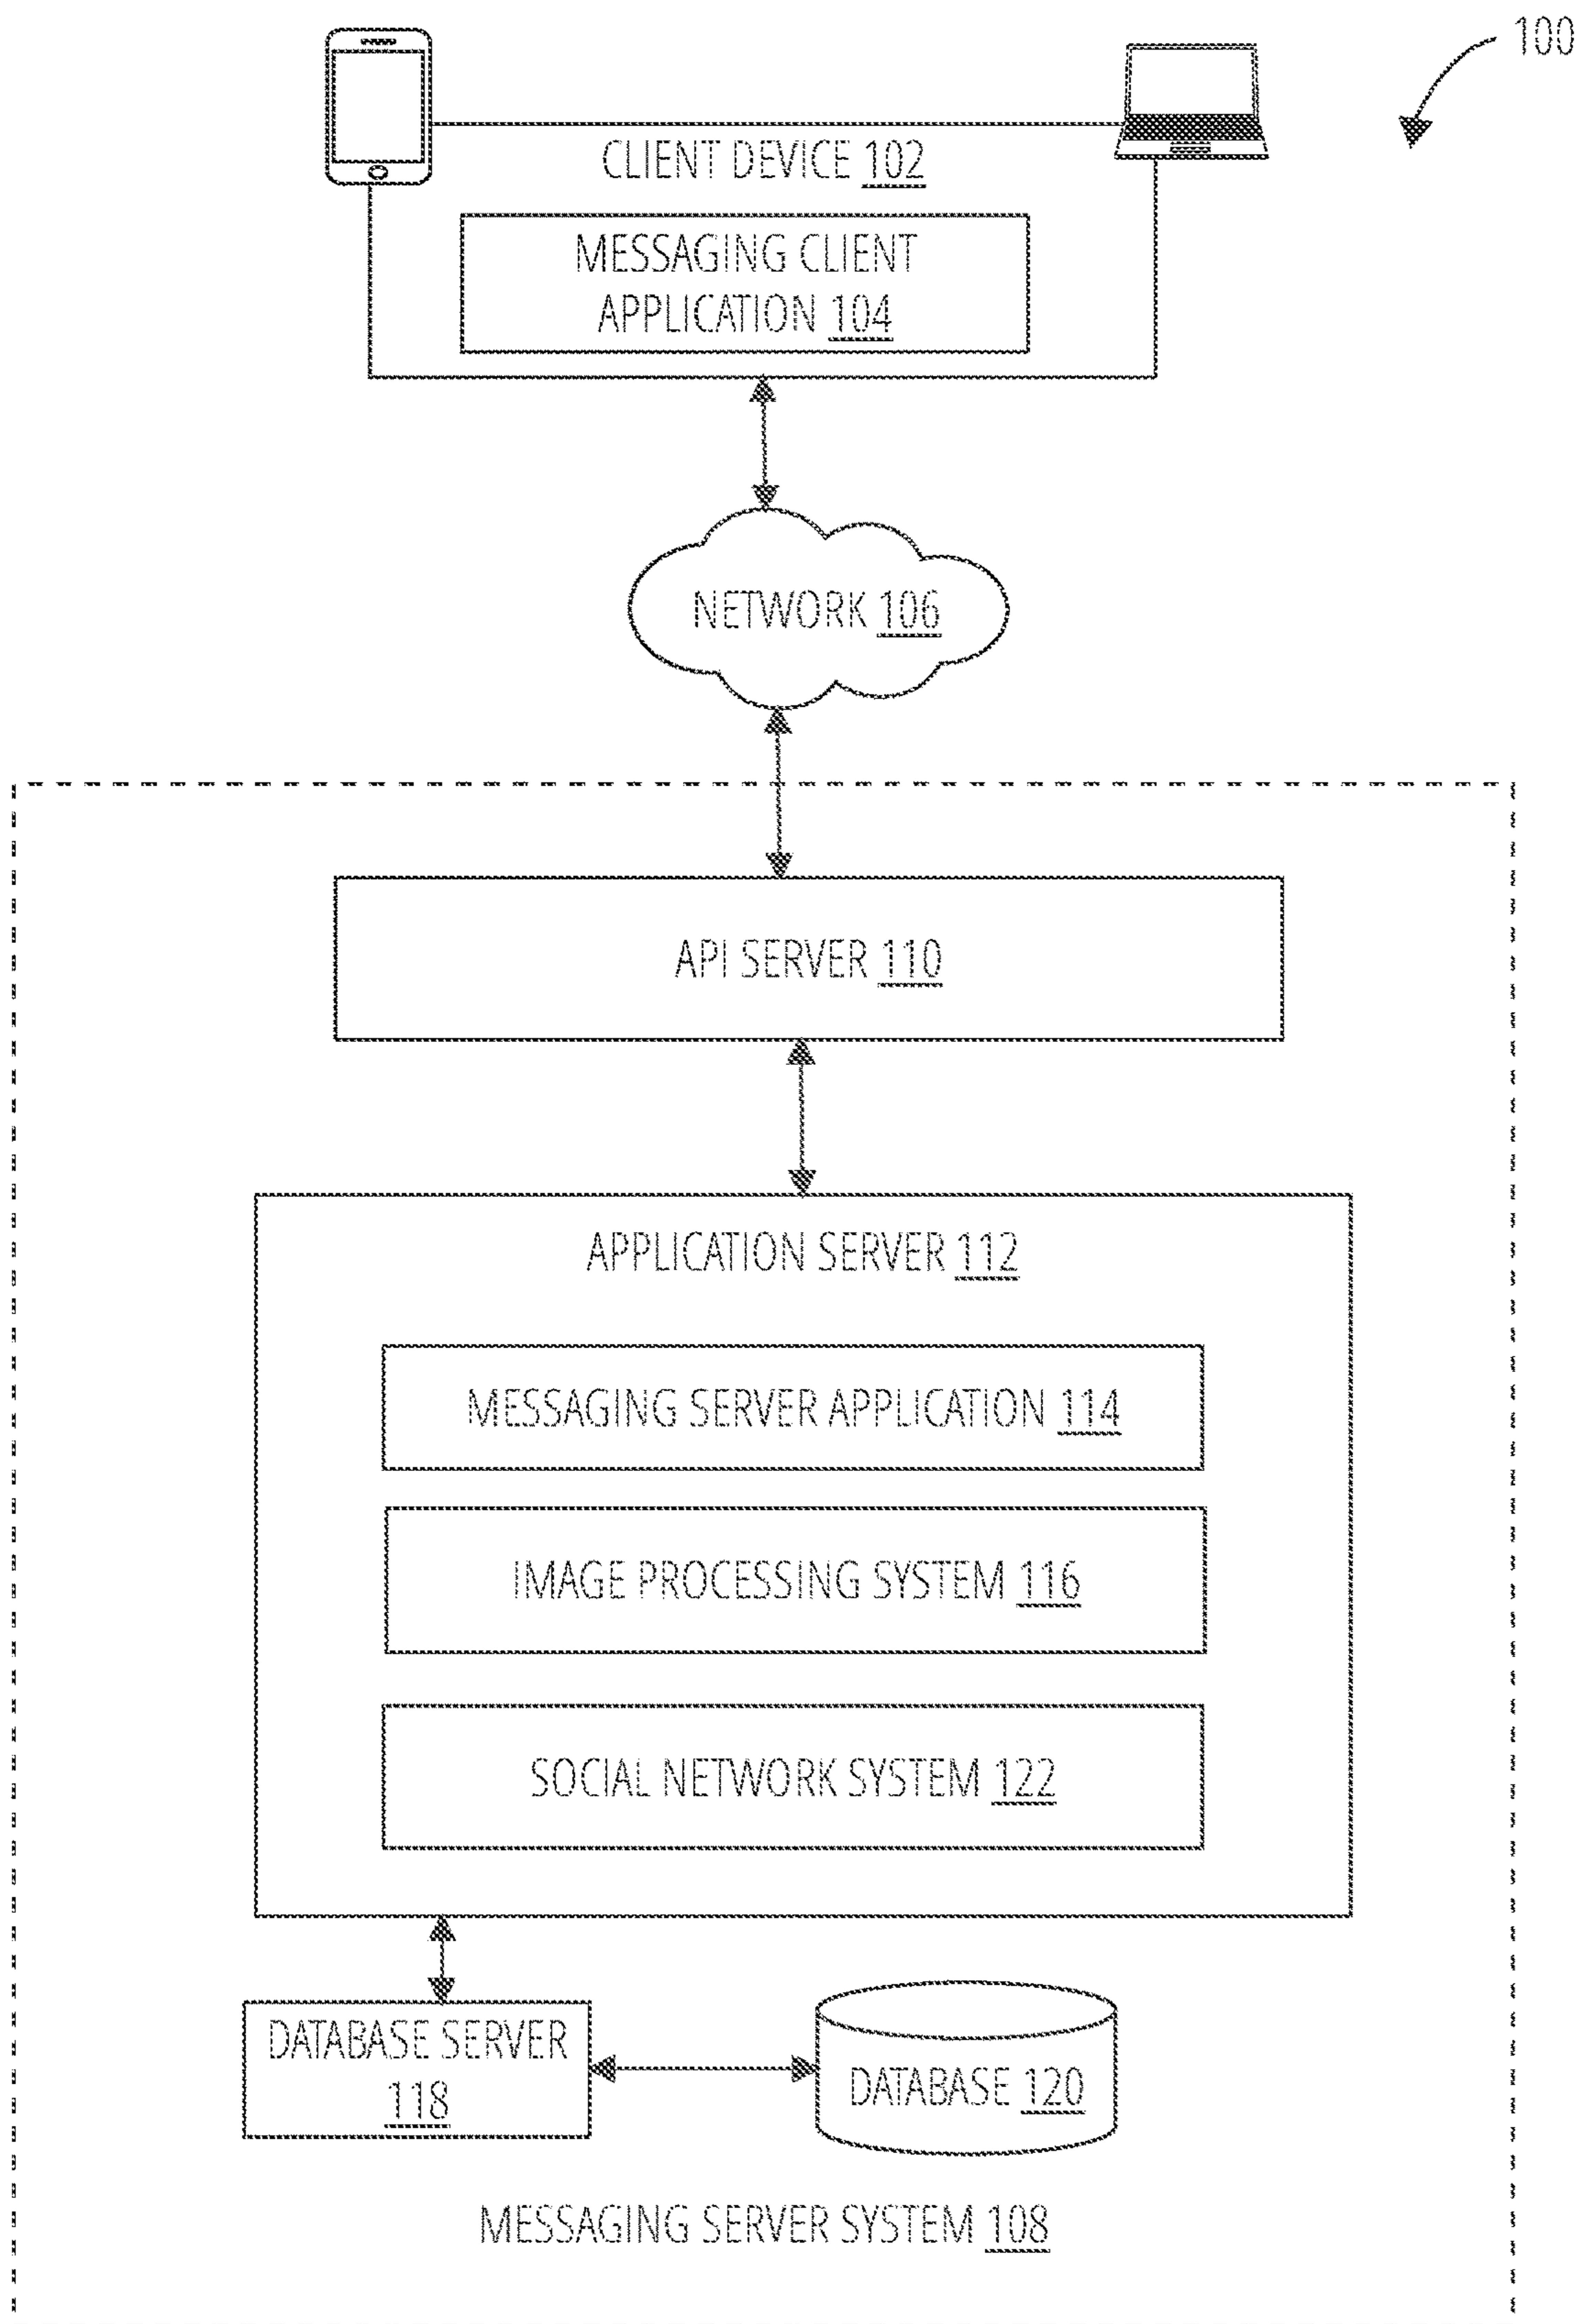 100
CLIENT DEVICE 102
MESSAGING CLIENT
APPLICATION 104
NETWORK 106
API SERVER 110
APPLICATION SERVER 112
MESSAGING SERVER APPLICATION 114
IMAGE PROCESSING SYSTEM 116
SOCIAL NETWORK SYSTEM 122
DATABASE SERVER
118
DATABASE 120
MESSAGING SERVER SYSTEM 108